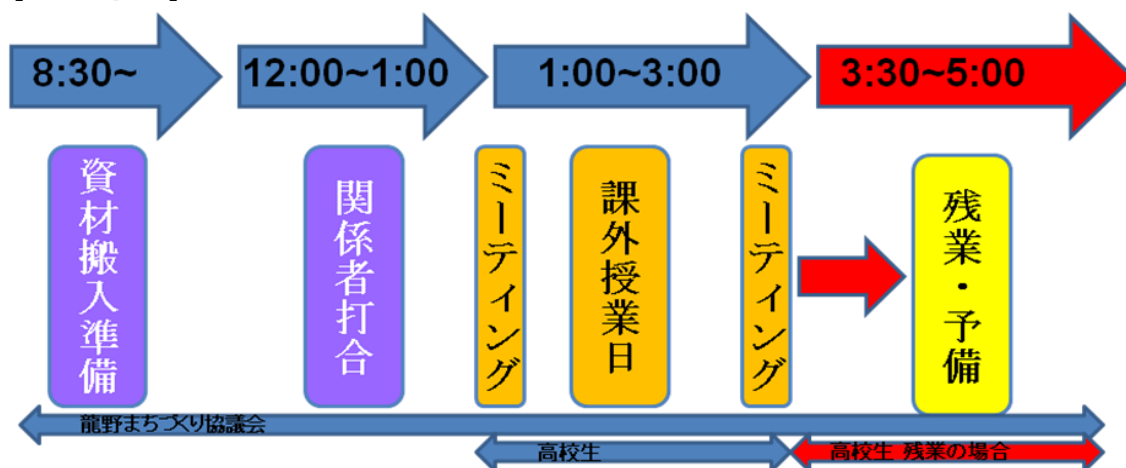 8:30~
12:00~1:00
1:00~3:00
3:30~5:00
資材搬入準備
関係者打合
ミーティング
課外授業日
ミーティング
残業・予備
龍野まちづくり協議会
高校生
高校生 残業の場合